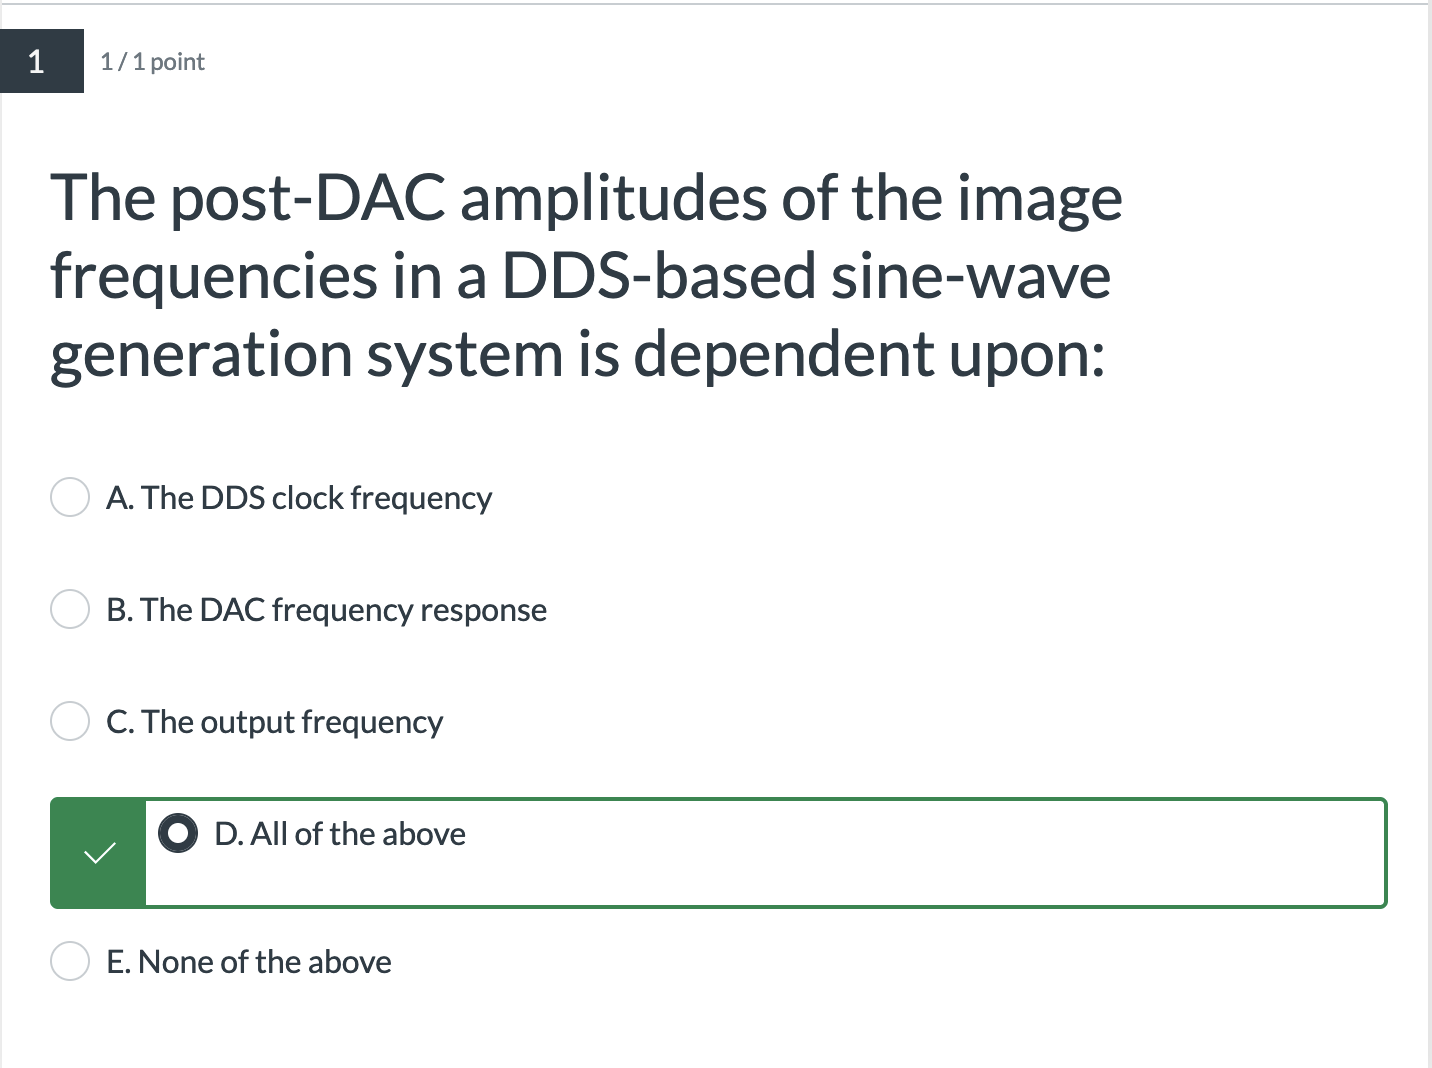 1
1 / 1 point
The post-DAC amplitudes of the image
frequencies in a DDS-based sine-wave
generation system is dependent upon:
A. The DDS clock frequency
B. The DAC frequency response
C. The output frequency
D. All of the above
E. None of the above